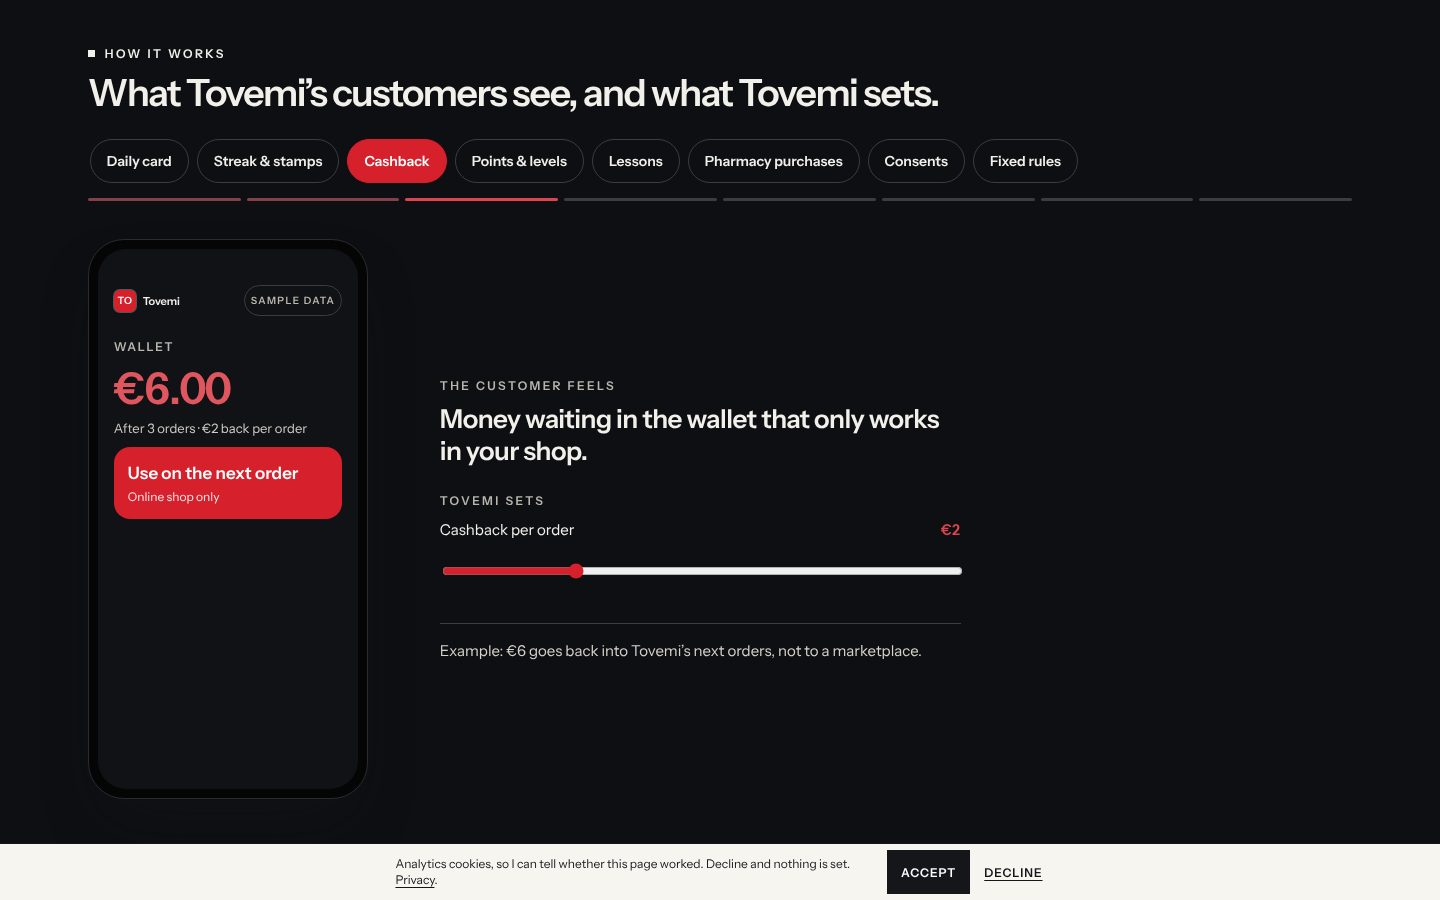 HOW IT WORKS
What Tovemi’s customers see, and what Tovemi sets.
Daily card
Streak & stamps
Cashback
Points & levels
Lessons
Pharmacy purchases
Consents
Fixed rules
TO
Tovemi
SAMPLE DATA
WALLET
€6.00
After 3 orders · €2 back per order
Use on the next order
Online shop only
THE CUSTOMER FEELS
Money waiting in the wallet that only works
in your shop.
TOVEMI SETS
Cashback per order
€2
Example: €6 goes back into Tovemi’s next orders, not to a marketplace.
Analytics cookies, so I can tell whether this page worked. Decline and nothing is set.
Privacy.
ACCEPT
DECLINE